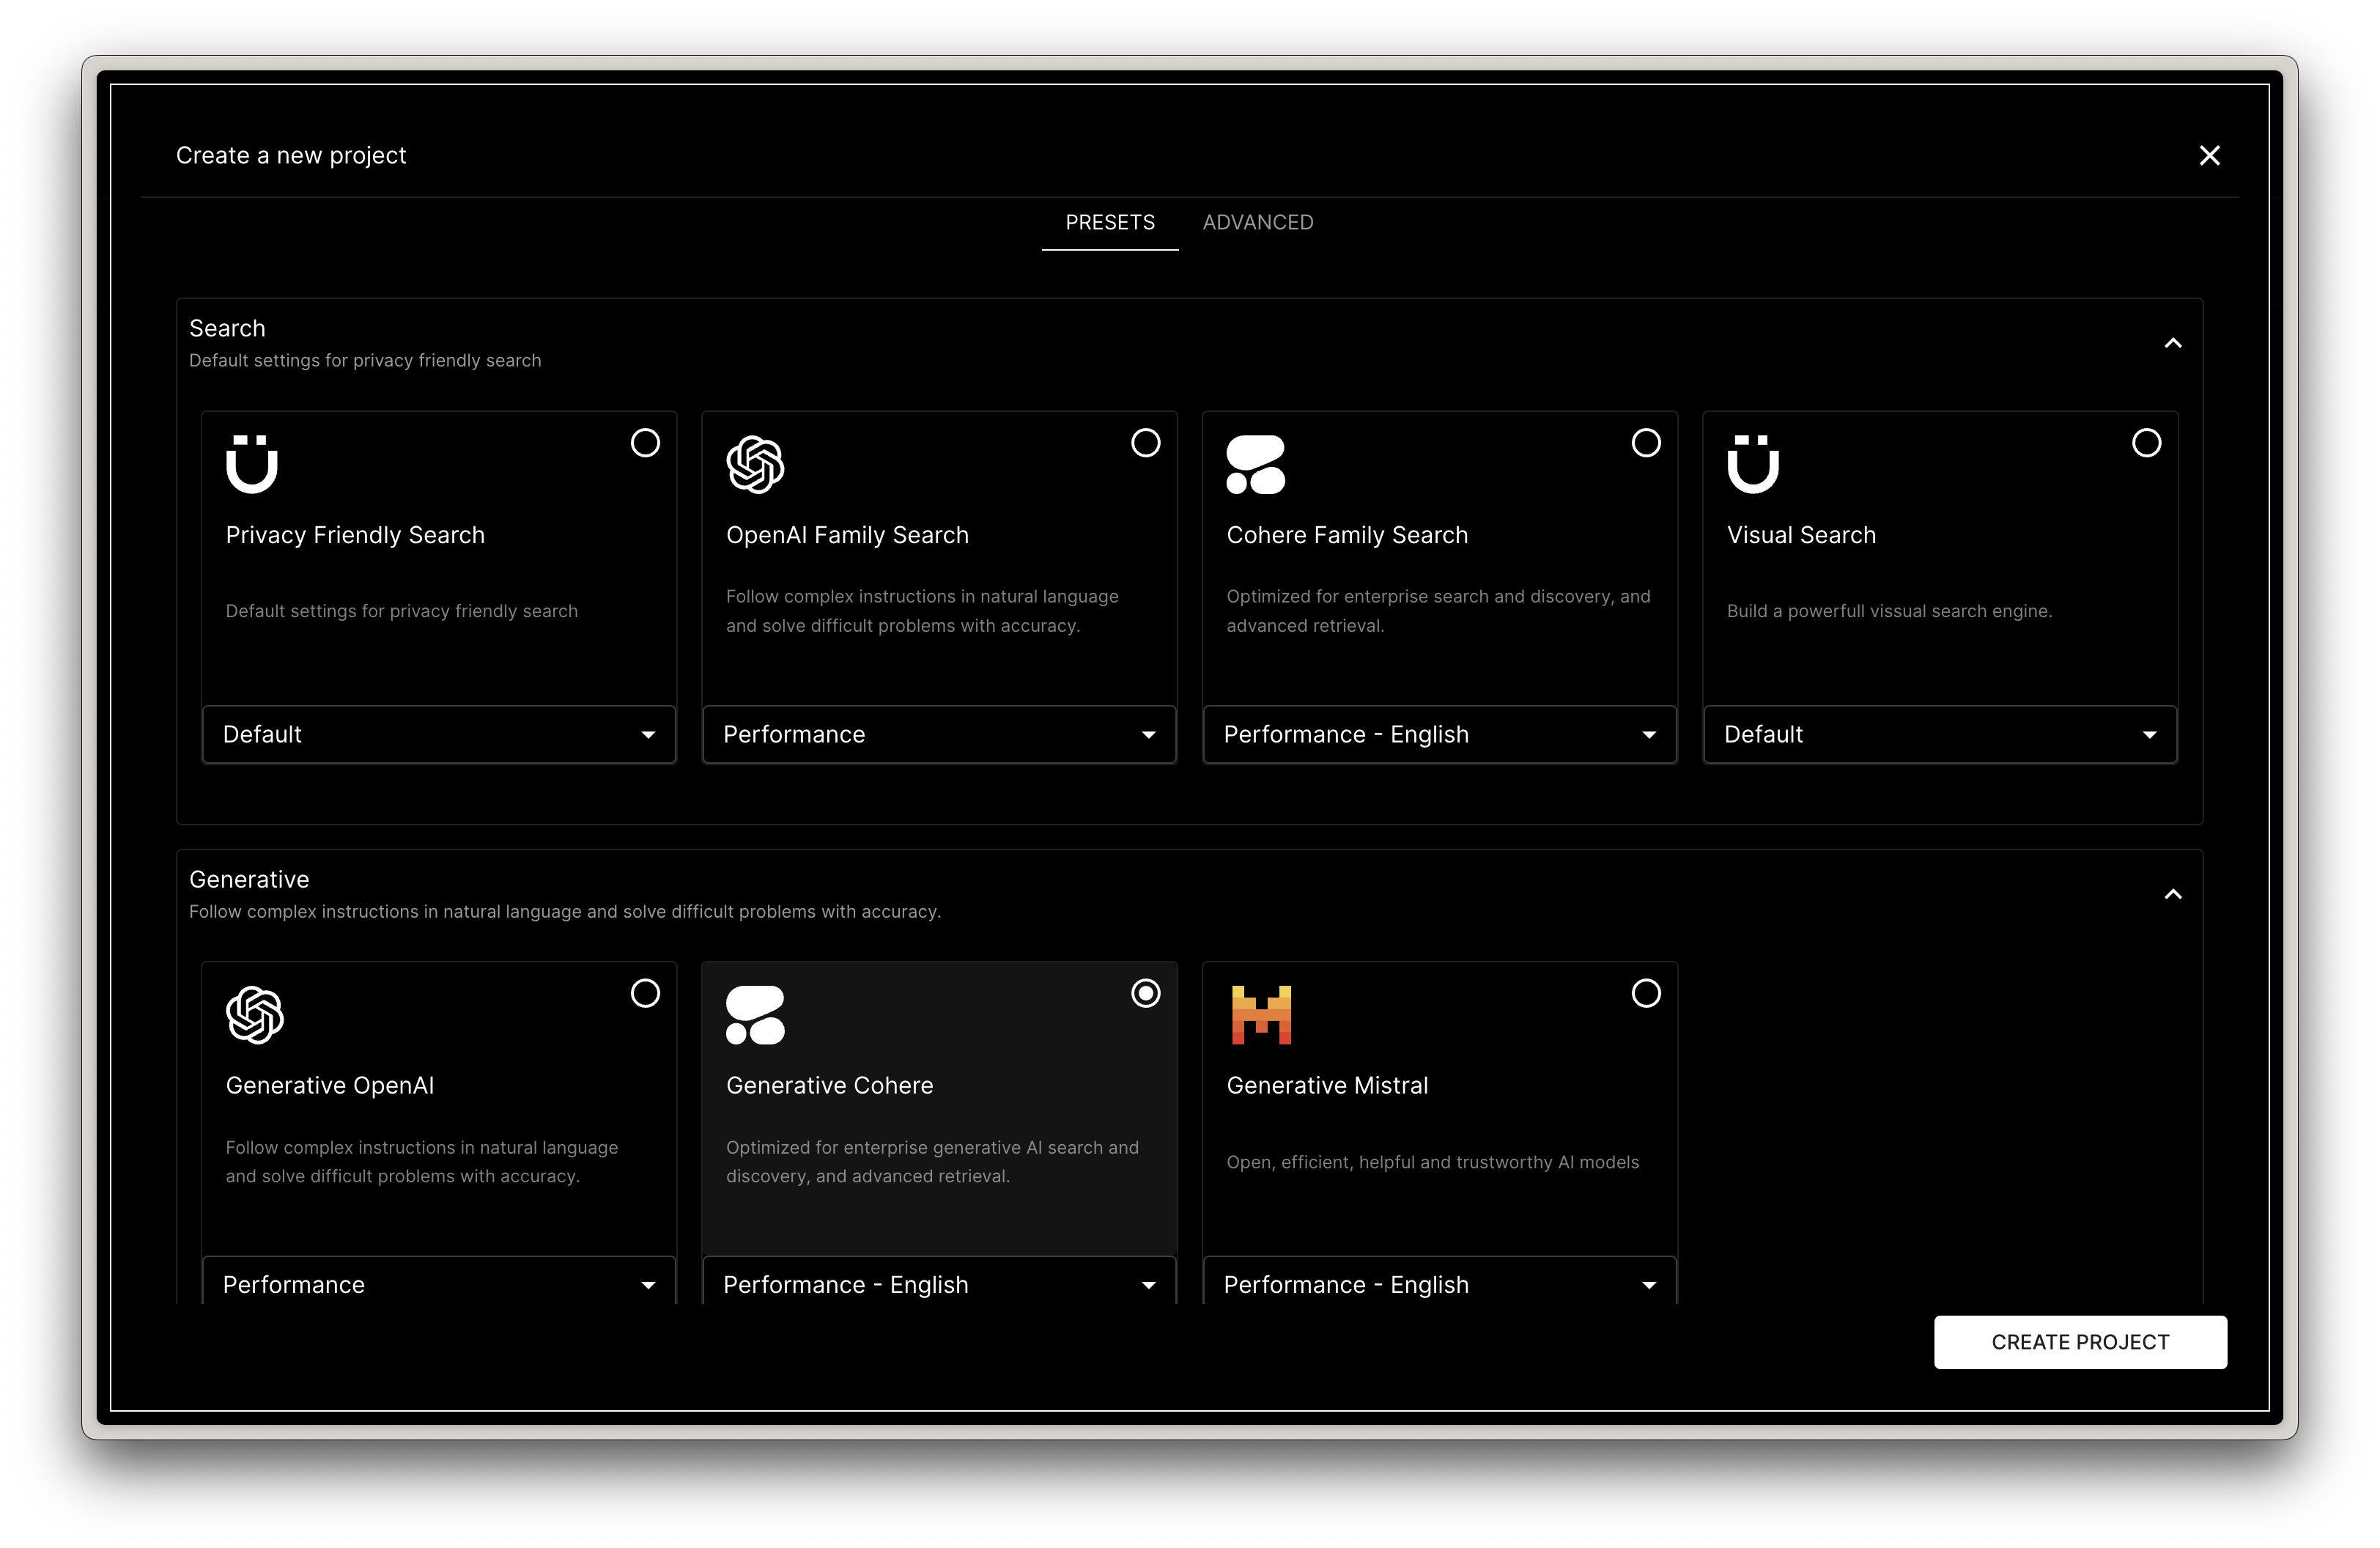 Create a new project
PRESETS
ADVANCED
Search
Default settings for privacy friendly search
Privacy Friendly Search
Default settings for privacy friendly search
Default
OpenAI Family Search
Follow complex instructions in natural language
and solve difficult problems with accuracy.
Performance
Cohere Family Search
Optimized for enterprise search and discovery, and
advanced retrieval.
Performance - English
Visual Search
Build a powerfull vissual search engine.
Default
Generative
Follow complex instructions in natural language and solve difficult problems with accuracy.
Generative OpenAI
Follow complex instructions in natural language
and solve difficult problems with accuracy.
Performance
Generative Cohere
Optimized for enterprise generative AI search and
discovery, and advanced retrieval.
Performance - English
Generative Mistral
Open, efficient, helpful and trustworthy AI models
Performance - English
CREATE PROJECT